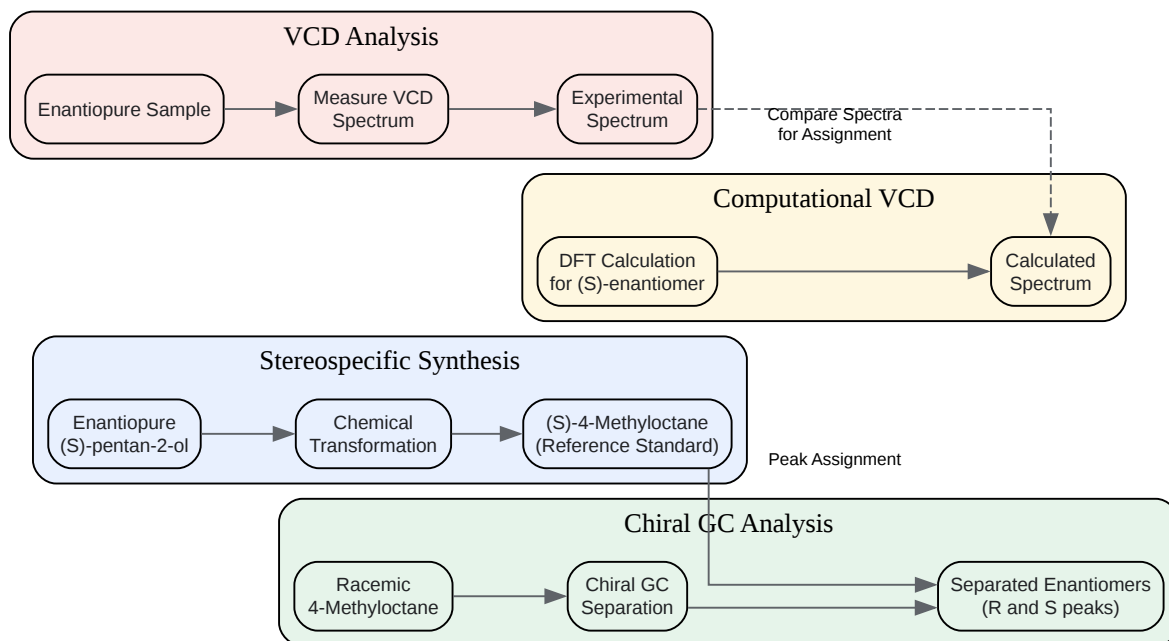 VCD Analysis
Enantiopure Sample
Measure VCD
Spectrum
Experimental
Spectrum
Compare Spectra
for Assignment
Computational VCD
DFT Calculation
for (S)-enantiomer
Calculated
Spectrum
Stereospecific Synthesis
Enantiopure
(S)-pentan-2-ol
Chemical
Transformation
(S)-4-Methyloctane
(Reference Standard)
Peak Assignment
Chiral GC Analysis
Racemic
4-Methyloctane
Chiral GC
Separation
Separated Enantiomers
(R and S peaks)